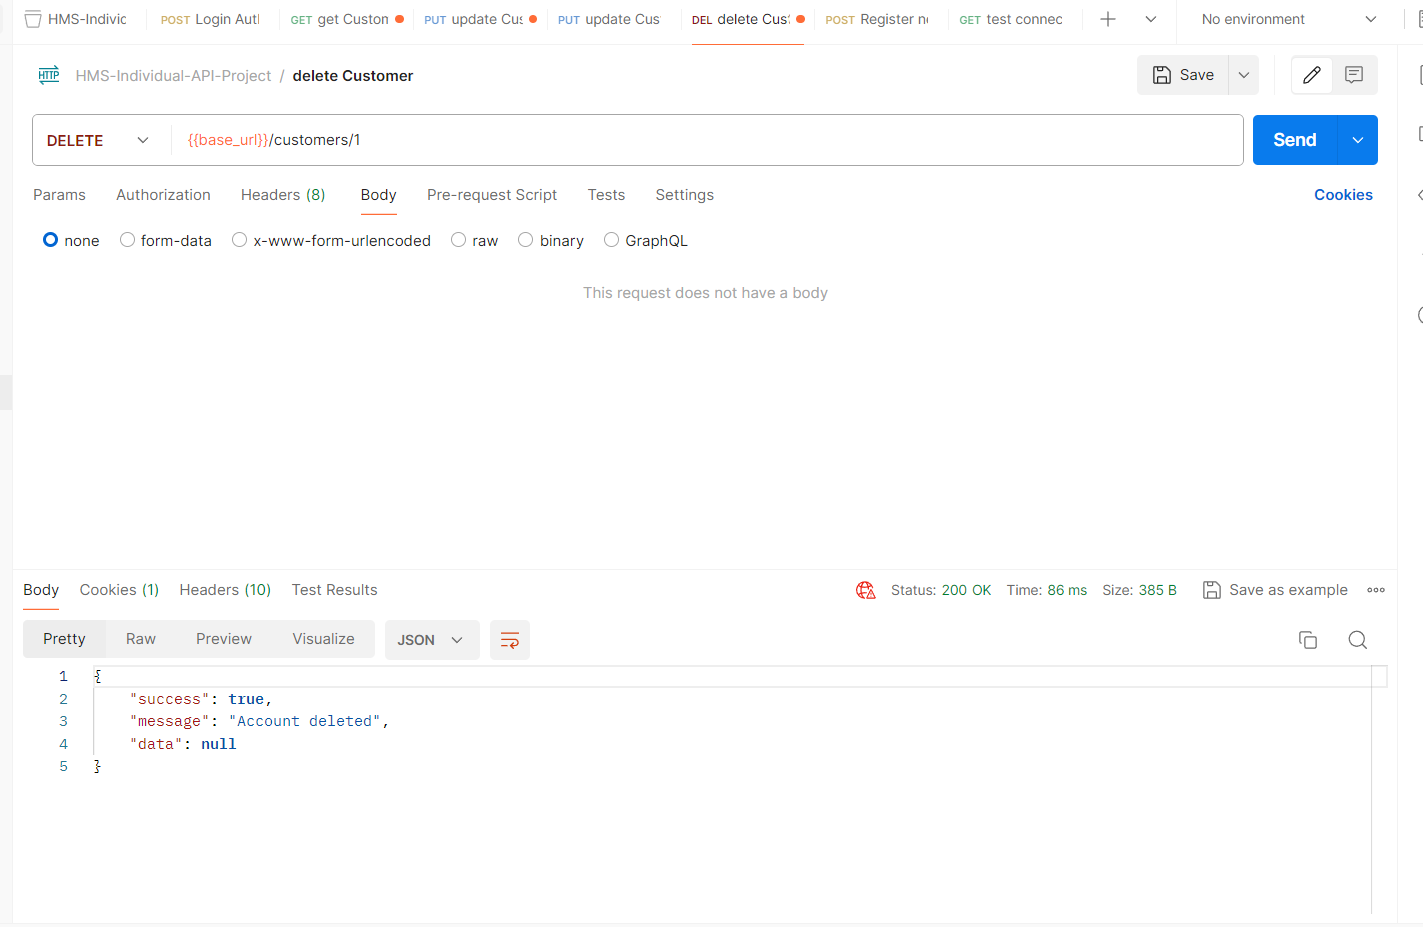 HMS-Indivic POST Login Auth GET get Custom PUT update Cus PUT update Cus DEL delete Cus POST Register n GET test connec No environment
HMS-Individual-API-Project / delete Customer Save
DELETE {{base_url}}/customers/1 Send
Params Authorization Headers (8) Body Pre-request Script Tests Settings Cookies
none form-data x-www-form-urlencoded raw binary GraphQL
This request does not have a body
Body Cookies (1) Headers (10) Test Results Status: 200 OK Time: 86 ms Size: 385 B Save as example
Pretty Raw Preview Visualize JSON
1 {
2 "success": true,
3 "message": "Account deleted",
4 "data": null
5 }